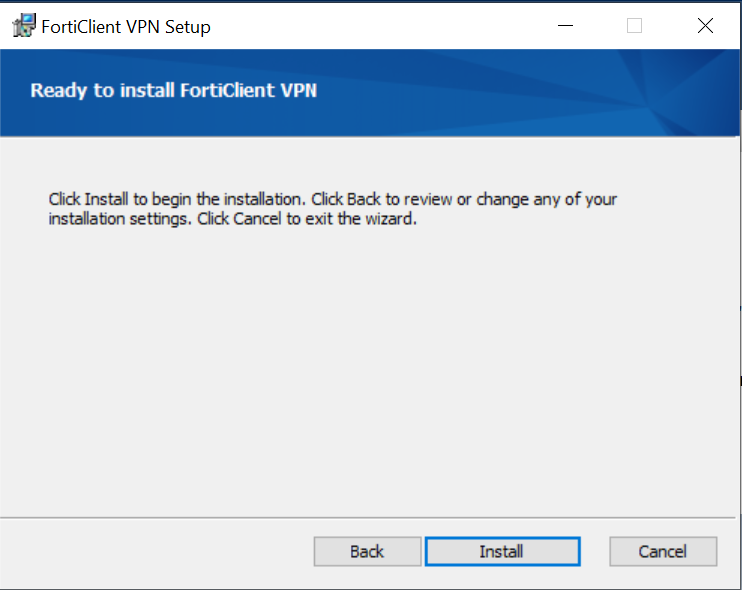 FortiClient VPN Setup
Ready to install FortiClient VPN
Click Install to begin the installation. Click Back to review or change any of your
installation settings. Click Cancel to exit the wizard.
Back Install Cancel